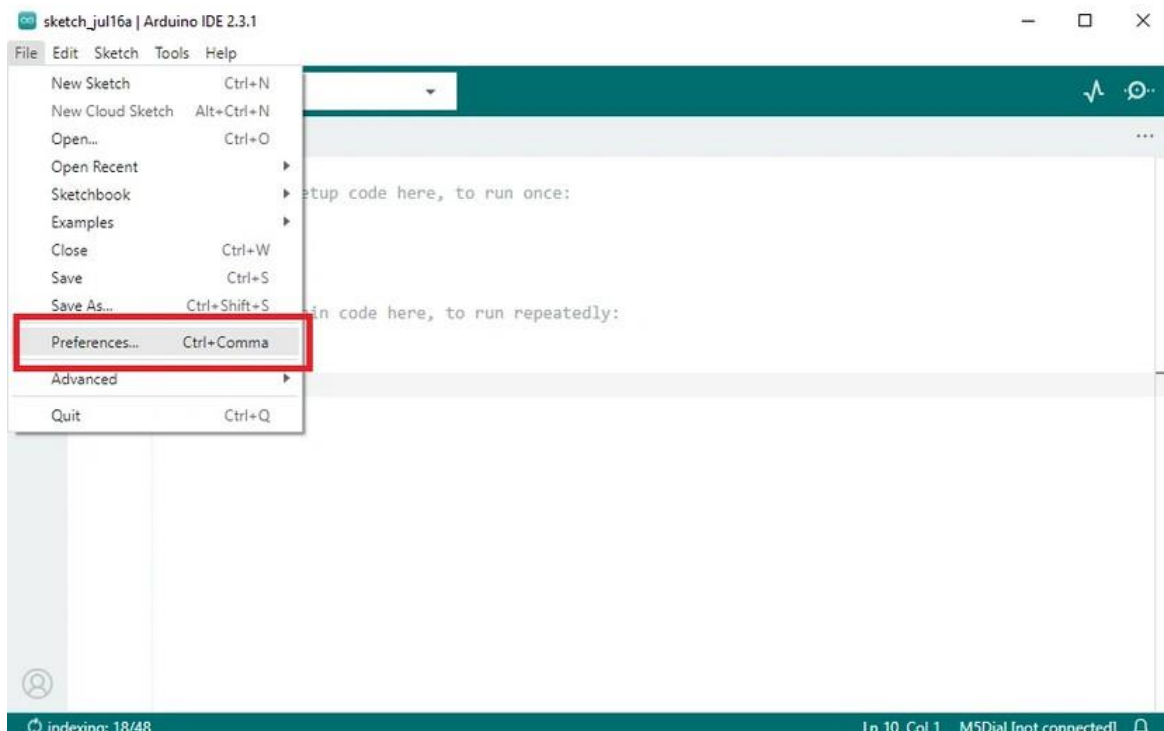 sketch_jul16a | Arduino IDE 2.3.1
File Edit Sketch Tools Help
New Sketch Ctrl+N
New Cloud Sketch Alt+Ctrl+N
Open... Ctrl+O
Open Recent
Sketchbook
etup code here, to run once:
Examples
Close Ctrl+W
Save Ctrl+S
Save As... Ctrl+Shift+S
in code here, to run repeatedly:
Preferences... Ctrl+Comma
Advanced
Quit Ctrl+Q
indexing: 18/48 Ln 10, Col 1 M5Dial [not connected]